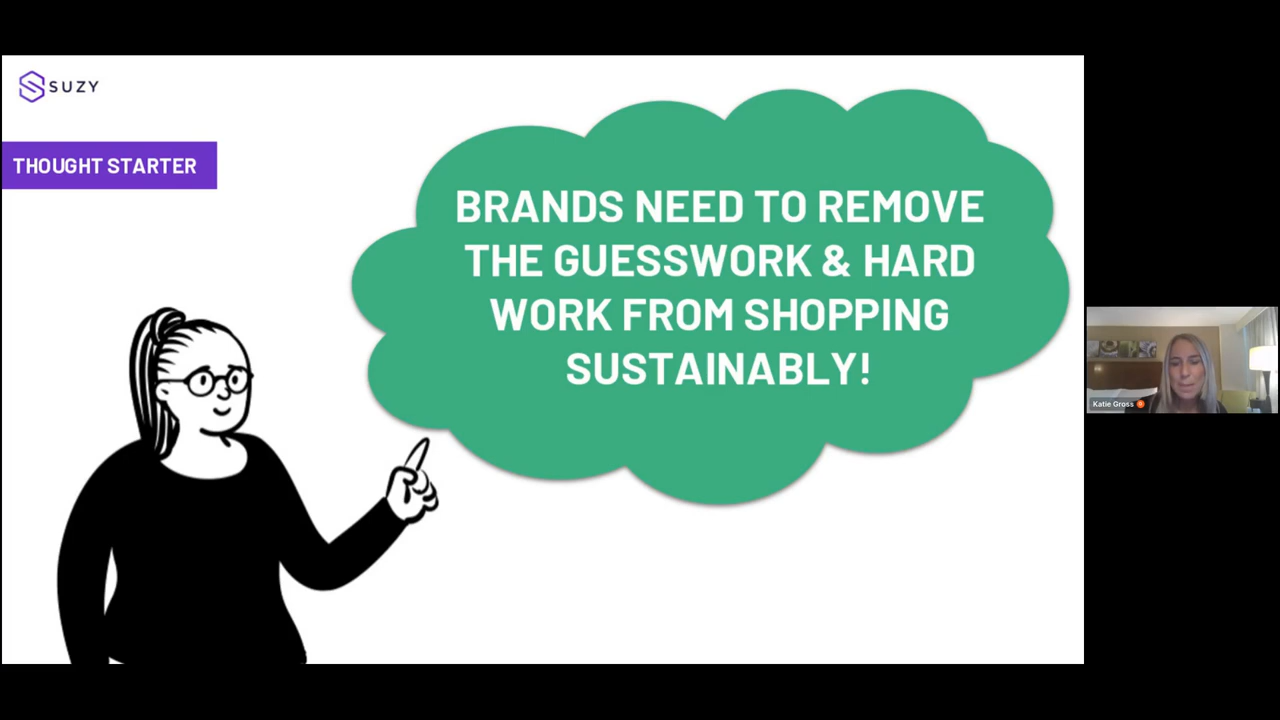 SUZY
THOUGHT STARTER
BRANDS NEED TO REMOVE
THE GUESSWORK & HARD
WORK FROM SHOPPING
SUSTAINABLY!
Katie Gross